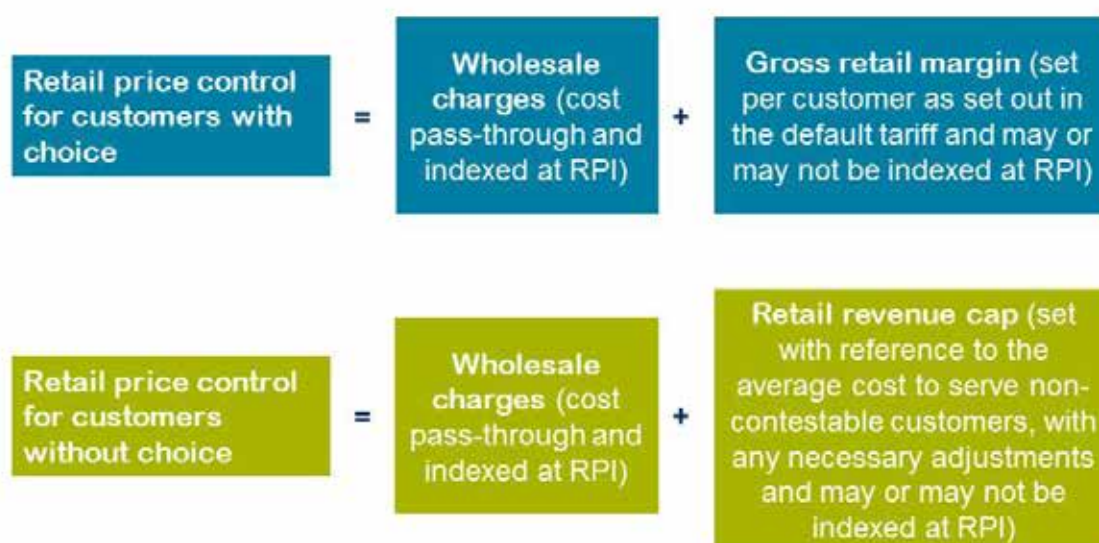 Retail price control
for customers with
choice
=
Wholesale
charges (cost
pass-through and
indexed at RPI)
+
Gross retail margin (set
per customer as set out in
the default tariff and may or
may not be indexed at RPI)
Retail price control
for customers
without choice
=
Wholesale
charges (cost
pass-through and
indexed at RPI)
+
Retail revenue cap (set
with reference to the
average cost to serve non-
contestable customers, with
any necessary adjustments
and may or may not be
indexed at RPI)